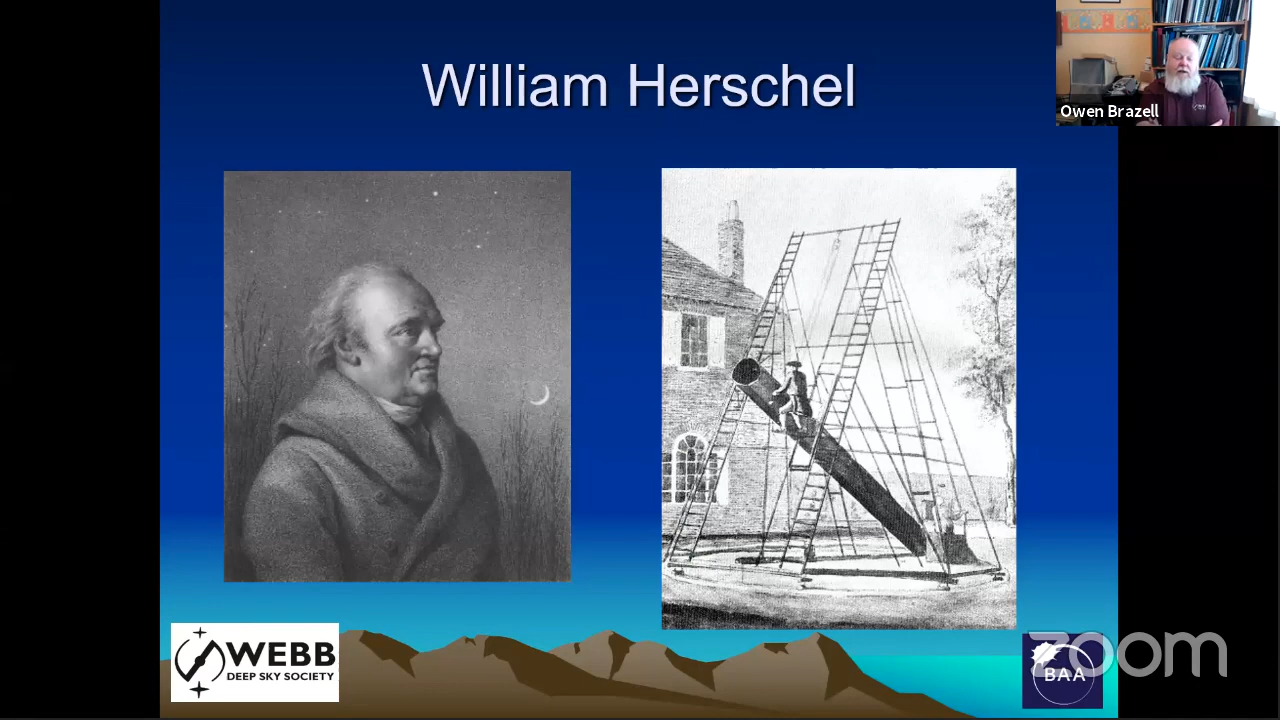 William Herschel
Owen Brazell
WEBB
DEEP SKY SOCIETY
BAA
zoom